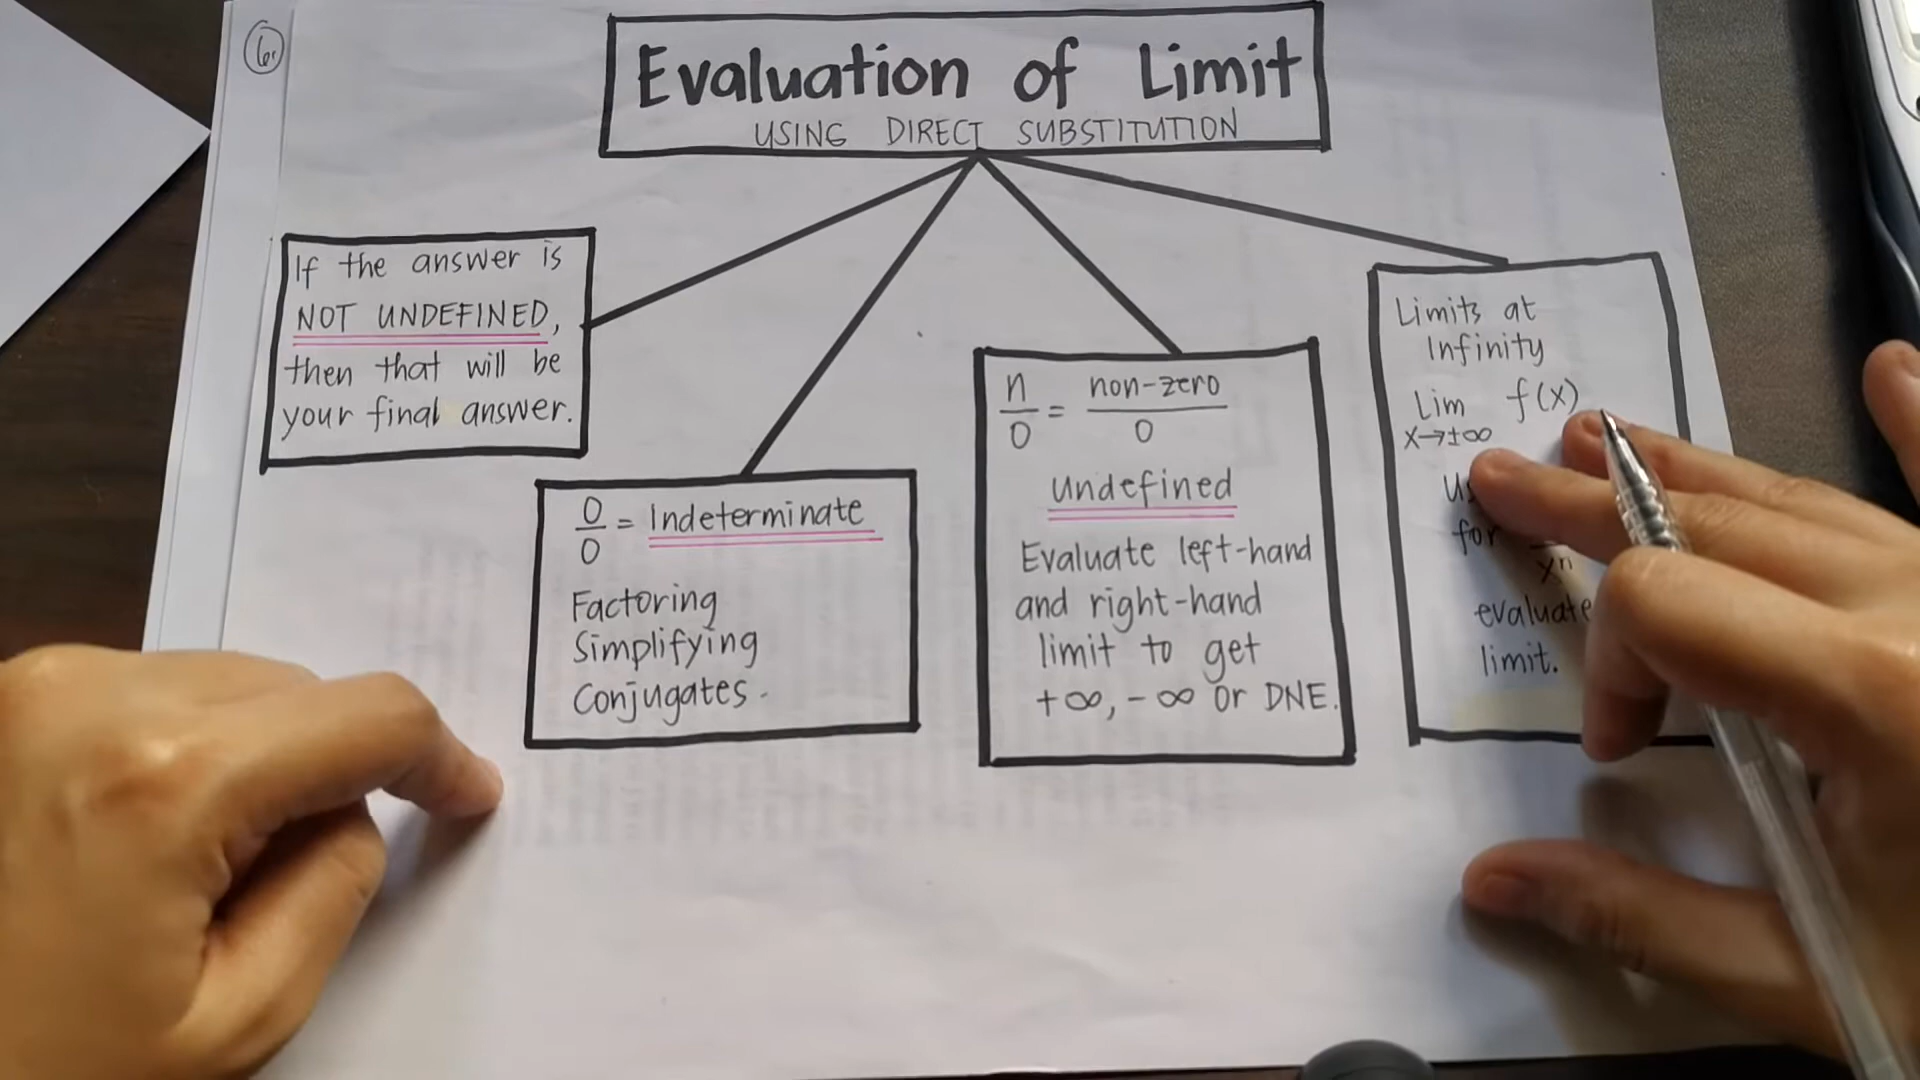 6.
Evaluation of Limit
USING DIRECT SUBSTITUTION
If the answer is
NOT UNDEFINED,
then that will be
your final answer.
0/0 = Indeterminate
Factoring
Simplifying
Conjugates.
n/0 = non-zero/0
undefined
Evaluate left-hand
and right-hand
limit to get
+∞, -∞ or DNE.
Limits at
Infinity
Lim f(x)
x→±∞
for
xⁿ
evaluate
limit.